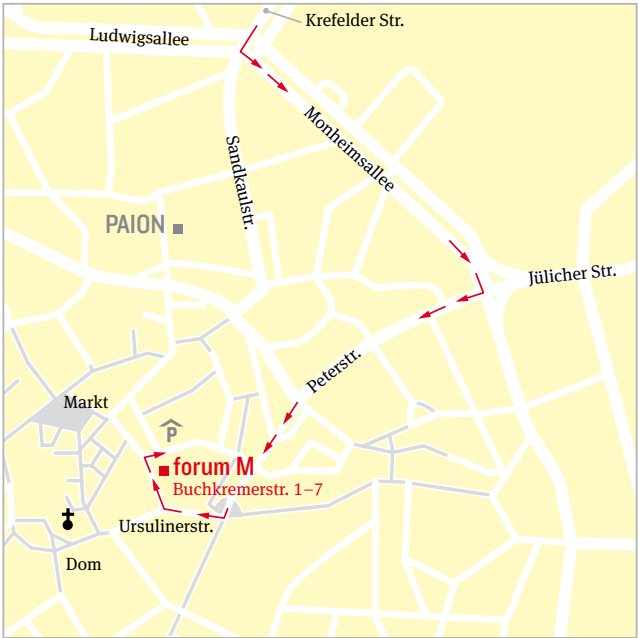 Krefelder Str.
Ludwigsallee
Monheimsallee
Sandkaulstr.
PAION
Jülicher Str.
Peterstr.
Markt
P
forum M
Buchkremerstr. 1–7
Ursulinerstr.
Dom